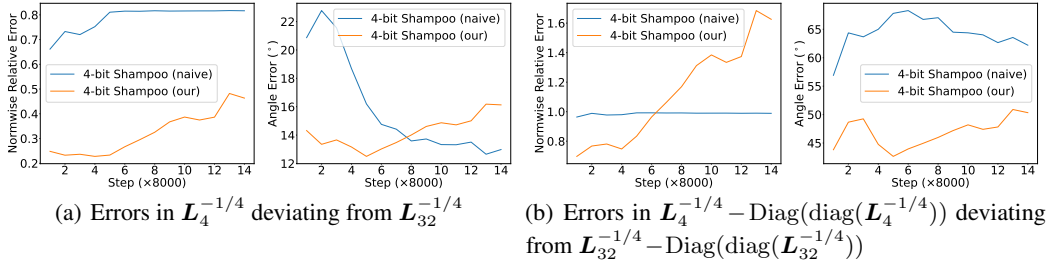 Normwise Relative Error
0.8
0.7
0.6
0.5
0.4
0.3
0.2
4-bit Shampoo (naive)
4-bit Shampoo (our)
2 4 6 8 10 12 14
Step (×8000)
Angle Error (°)
22
20
18
16
14
12
4-bit Shampoo (naive)
4-bit Shampoo (our)
2 4 6 8 10 12 14
Step (×8000)
(a) Errors in L_4^{-1/4} deviating from L_{32}^{-1/4}
Normwise Relative Error
1.6
1.4
1.2
1.0
0.8
4-bit Shampoo (naive)
4-bit Shampoo (our)
2 4 6 8 10 12 14
Step (×8000)
Angle Error (°)
65
60
55
50
45
4-bit Shampoo (naive)
4-bit Shampoo (our)
2 4 6 8 10 12 14
Step (×8000)
(b) Errors in L_4^{-1/4} − Diag(diag(L_4^{-1/4})) deviating
from L_{32}^{-1/4} − Diag(diag(L_{32}^{-1/4}))